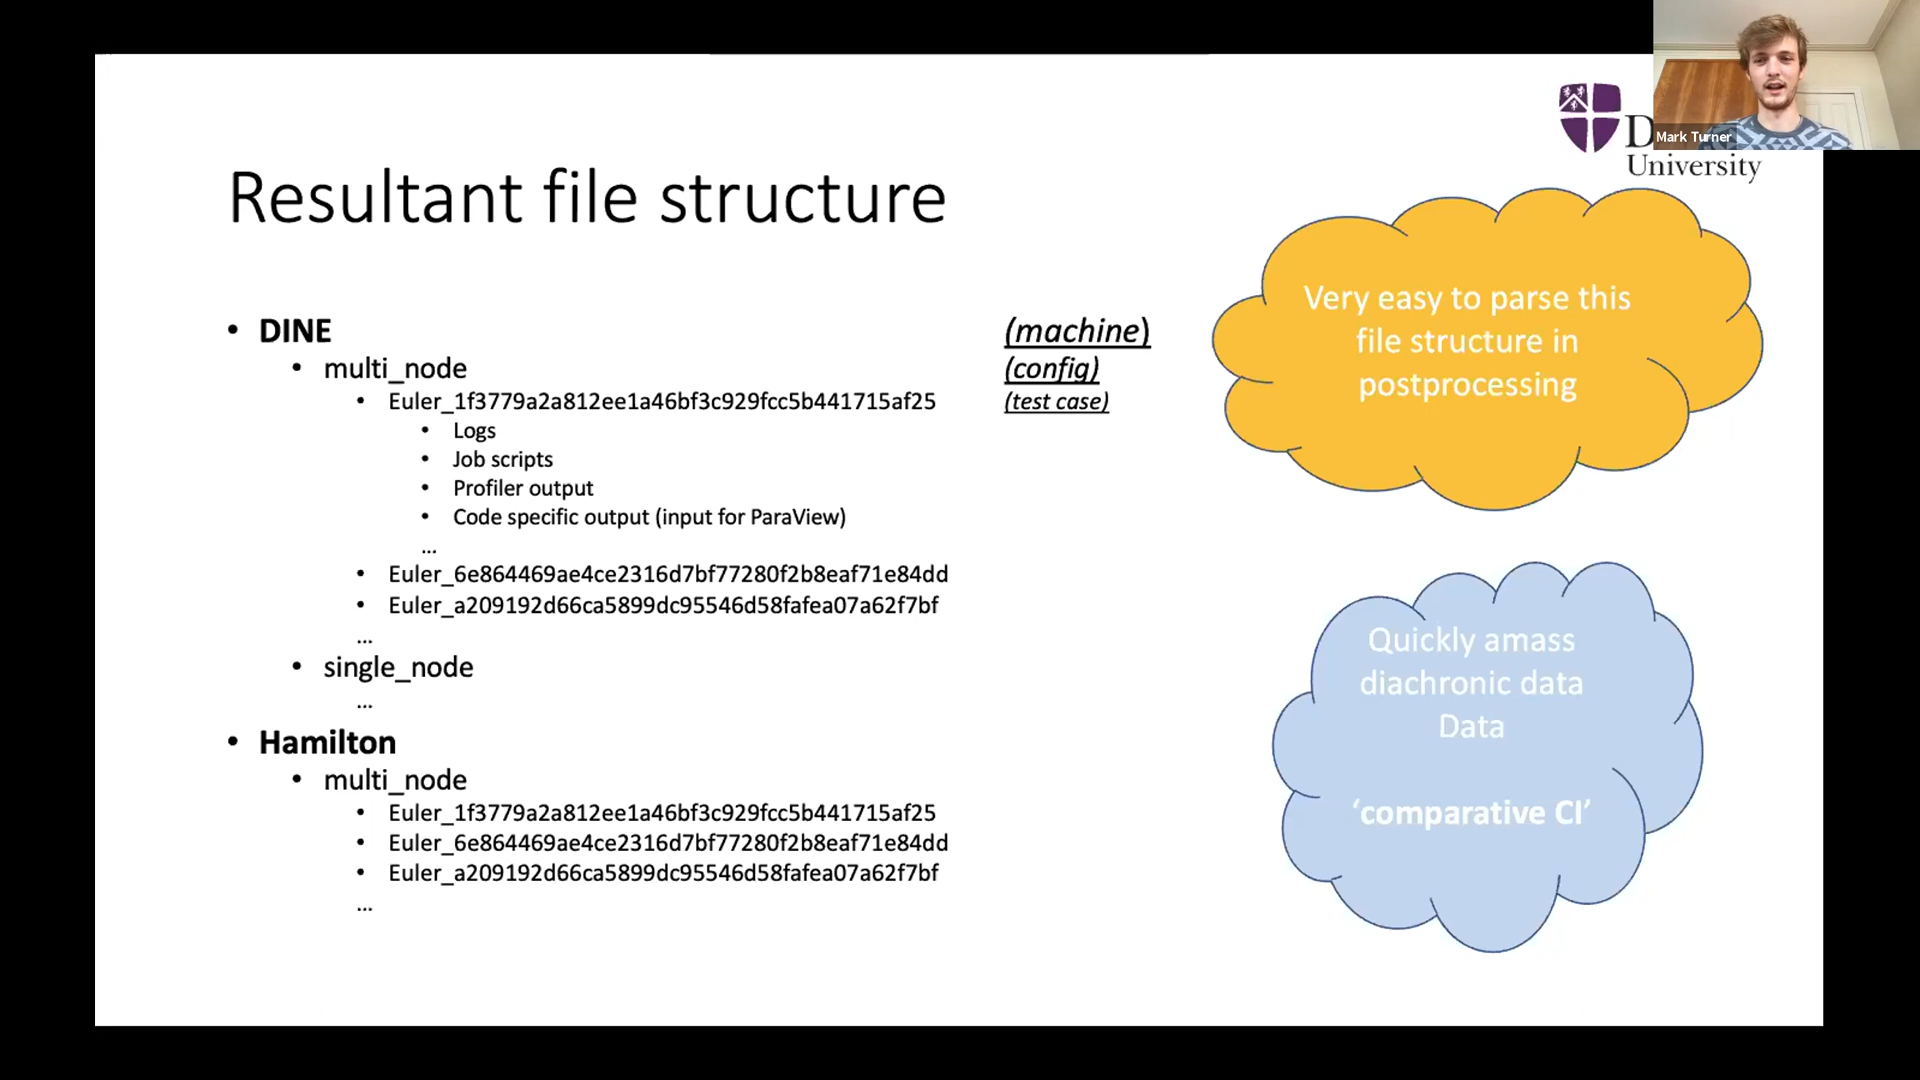 Mark Turner
D
University
Resultant file structure
• DINE
(machine)
• multi_node
(config)
• Euler_1f3779a2a812ee1a46bf3c929fcc5b441715af25
(test case)
• Logs
• Job scripts
• Profiler output
• Code specific output (input for ParaView)
...
• Euler_6e864469ae4ce2316d7bf77280f2b8eaf71e84dd
• Euler_a209192d66ca5899dc95546d58fafea07a62f7bf
...
• single_node
...
• Hamilton
• multi_node
• Euler_1f3779a2a812ee1a46bf3c929fcc5b441715af25
• Euler_6e864469ae4ce2316d7bf77280f2b8eaf71e84dd
• Euler_a209192d66ca5899dc95546d58fafea07a62f7bf
...
Very easy to parse this
file structure in
postprocessing
Quickly amass
diachronic data
Data
‘comparative CI’